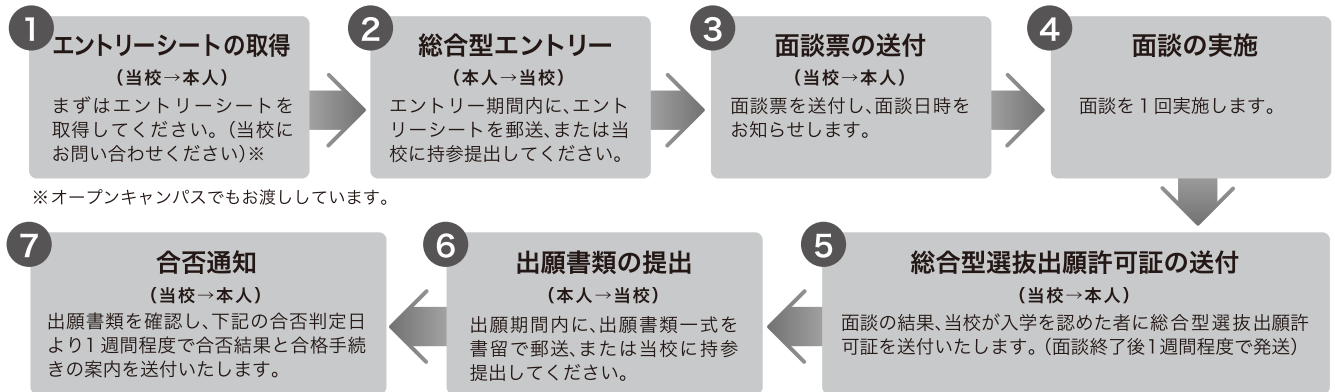 1
エントリーシートの取得
（当校→本人）
まずはエントリーシートを
取得してください。（当校に
お問い合わせください）※
2
総合型エントリー
（本人→当校）
エントリー期間内に、エント
リーシートを郵送、または当
校に持参提出してください。
3
面談票の送付
（当校→本人）
面談票を送付し、面談日時を
お知らせします。
4
面談の実施
面談を1回実施します。
※オープンキャンパスでもお渡ししています。
5
総合型選抜出願許可証の送付
（当校→本人）
面談の結果、当校が入学を認めた者に総合型選抜出願許
可証を送付いたします。（面談終了後1週間程度で発送）
6
出願書類の提出
（本人→当校）
出願期間内に、出願書類一式を
書留で郵送、または当校に持参
提出してください。
7
合否通知
（当校→本人）
出願書類を確認し、下記の合否判定日
より1週間程度で合否結果と合格手続
きの案内を送付いたします。